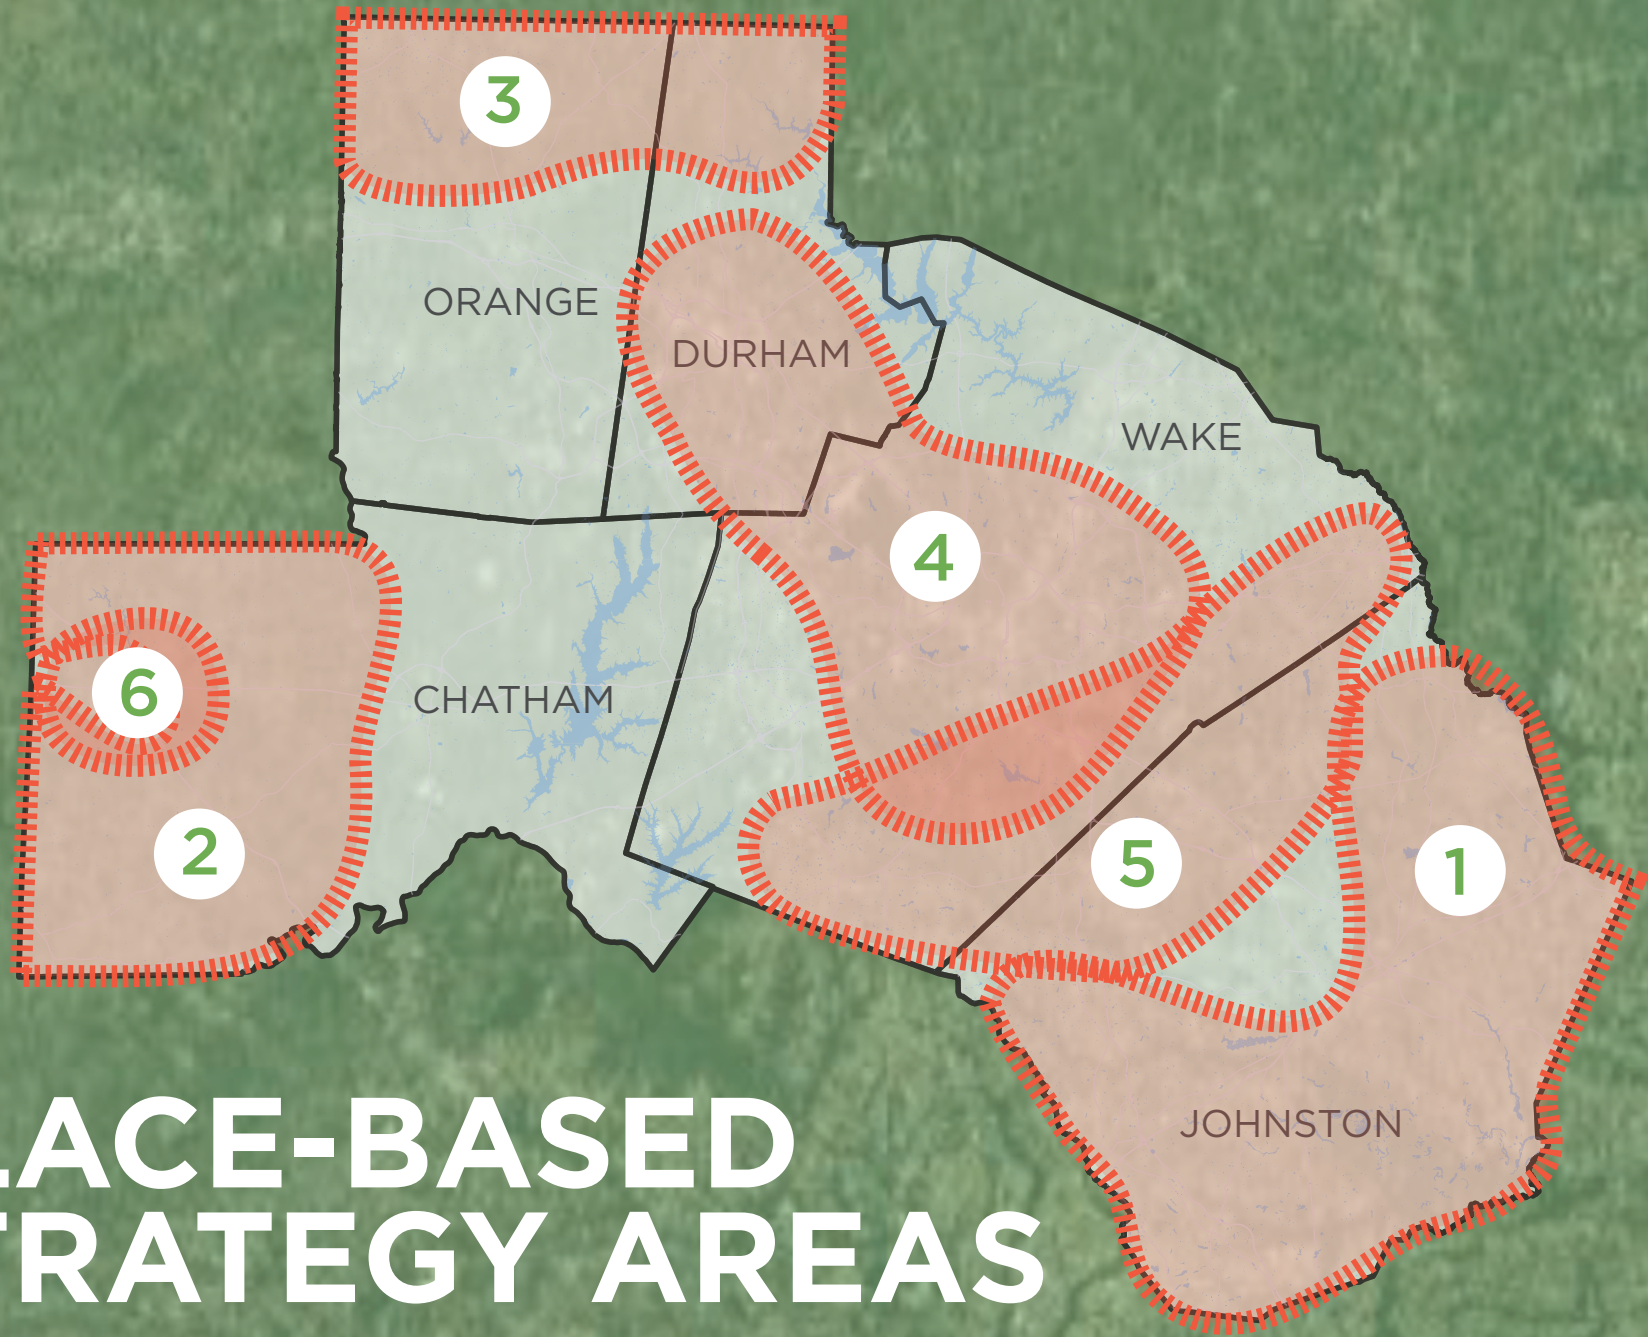 3
ORANGE
DURHAM
WAKE
4
6
CHATHAM
2
5
1
JOHNSTON
LACE-BASED
TRATEGY AREAS